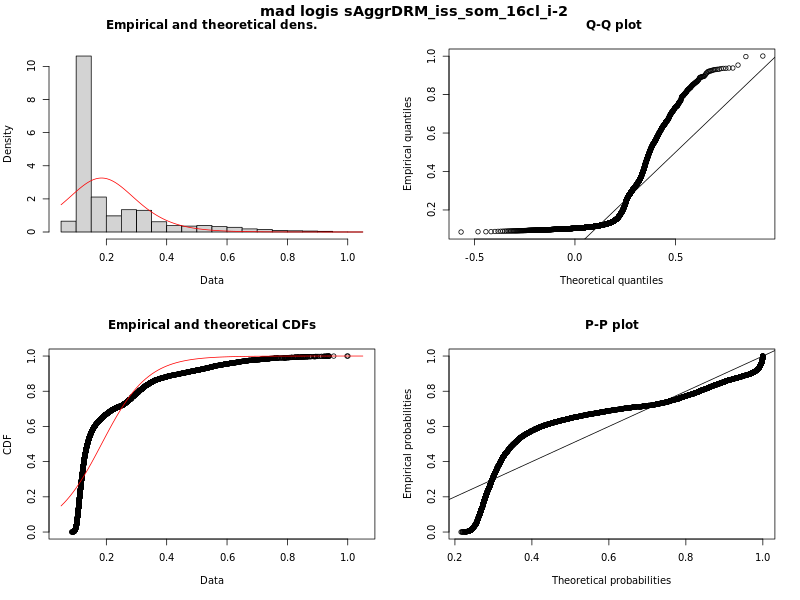 mad logis sAggrDRM_iss_som_16cl_i-2
Empirical and theoretical dens.
Density
0 2 4 6 8 10
0.2 0.4 0.6 0.8 1.0
Data
Q-Q plot
Empirical quantiles
0.2 0.4 0.6 0.8 1.0
-0.5 0.0 0.5
Theoretical quantiles
Empirical and theoretical CDFs
CDF
0.0 0.2 0.4 0.6 0.8 1.0
0.2 0.4 0.6 0.8 1.0
Data
P-P plot
Empirical probabilities
0.0 0.2 0.4 0.6 0.8 1.0
0.2 0.4 0.6 0.8 1.0
Theoretical probabilities